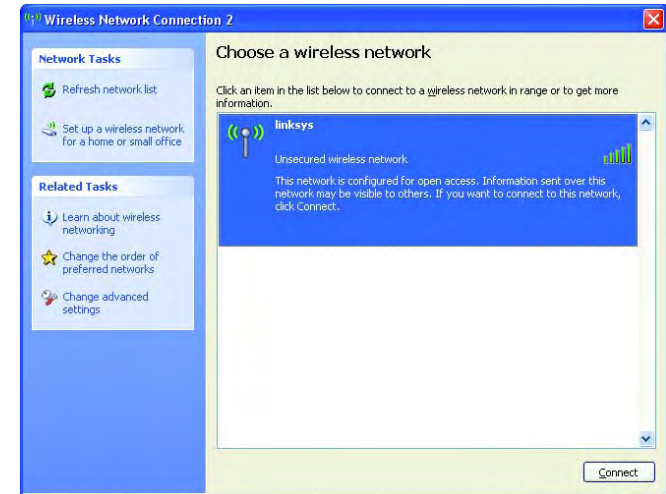 Wireless Network Connection 2
Network Tasks
Refresh network list
Set up a wireless network
for a home or small office
Related Tasks
Learn about wireless
networking
Change the order of
preferred networks
Change advanced
settings
Choose a wireless network
Click an item in the list below to connect to a wireless network in range or to get more
information.
linksys
Unsecured wireless network
This network is configured for open access. Information sent over this
network may be visible to others. If you want to connect to this network,
click Connect.
Connect